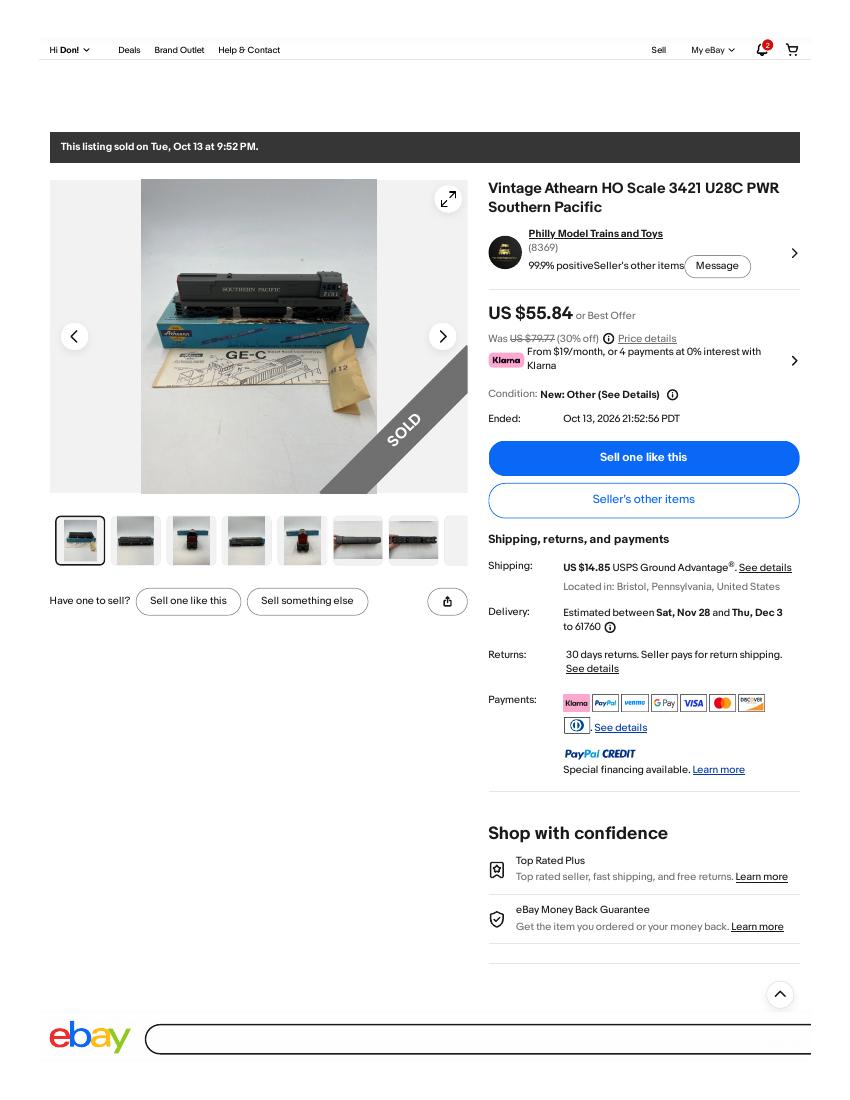 Hi Don!
Deals
Brand Outlet
Help & Contact
Sell
My eBay
2
This listing sold on Tue, Oct 13 at 9:52 PM.
SOUTHERN PACIFIC
Athearn
GE-C
SOLD
Have one to sell?
Sell one like this
Sell something else
Vintage Athearn HO Scale 3421 U28C PWR
Southern Pacific
Philly Model Trains and Toys
(8369)
99.9% positive Seller's other items Message
US $55.84 or Best Offer
Was US $79.77 (30% off) Price details
Klarna
From $19/month, or 4 payments at 0% interest with
Klarna
Condition: New: Other (See Details)
Ended: Oct 13, 2026 21:52:56 PDT
Sell one like this
Seller's other items
Shipping, returns, and payments
Shipping: US $14.85 USPS Ground Advantage®. See details
Located in: Bristol, Pennsylvania, United States
Delivery: Estimated between Sat, Nov 28 and Thu, Dec 3
to 61760
Returns: 30 days returns. Seller pays for return shipping.
See details
Payments: Klarna PayPal venmo G Pay VISA DISCOVER
. See details
PayPal CREDIT
Special financing available. Learn more
Shop with confidence
Top Rated Plus
Top rated seller, fast shipping, and free returns. Learn more
eBay Money Back Guarantee
Get the item you ordered or your money back. Learn more
ebay